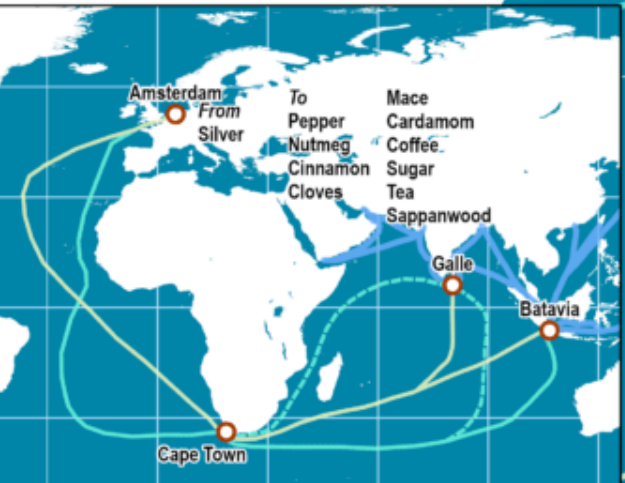 Amsterdam
From
Silver
To
Pepper
Nutmeg
Cinnamon
Cloves
Mace
Cardamom
Coffee
Sugar
Tea
Sappanwood
Galle
Batavia
Cape Town